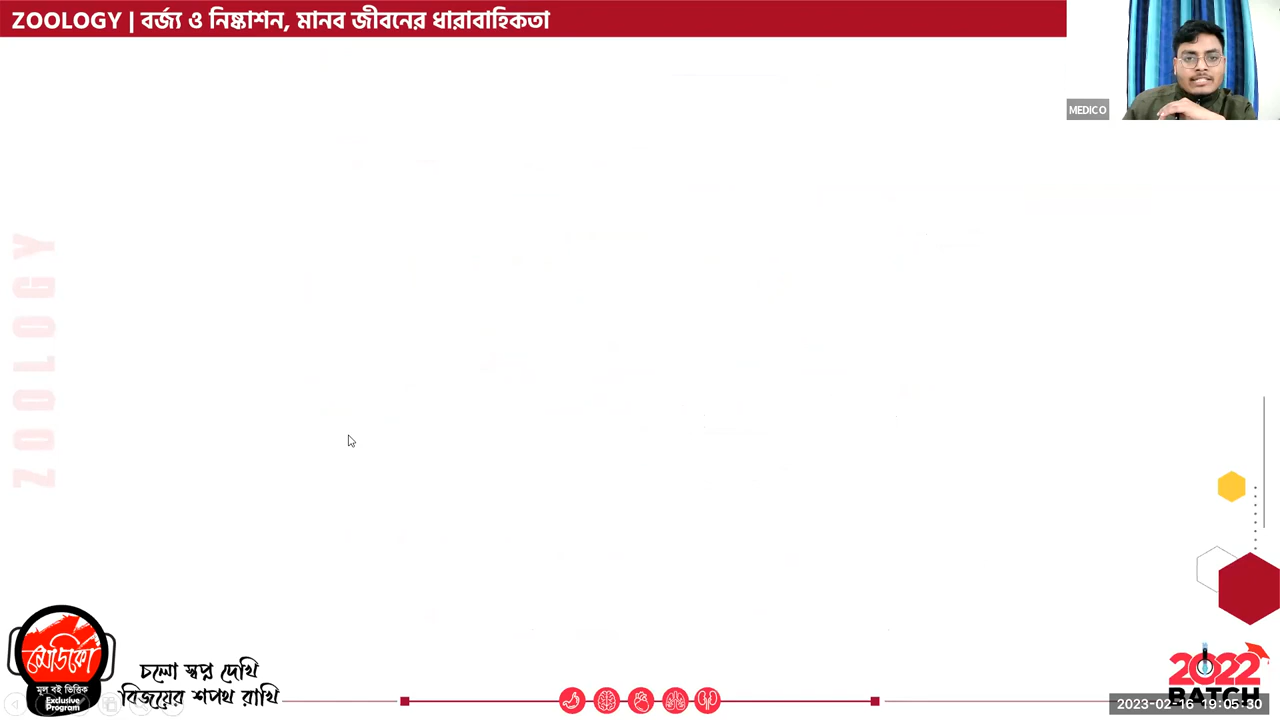 ZOOLOGY | বর্জ্য ও নিষ্কাশন, মানব জীবনের ধারাবাহিকতা
MEDICO
ZOOLOGY
মেডিকো
মূল বই ভিত্তিক
Exclusive
Program
চলো স্বপ্ন দেখি
বিজয়ের শপথ রাখি
2022
BATCH
2023-02-16 19:05:30